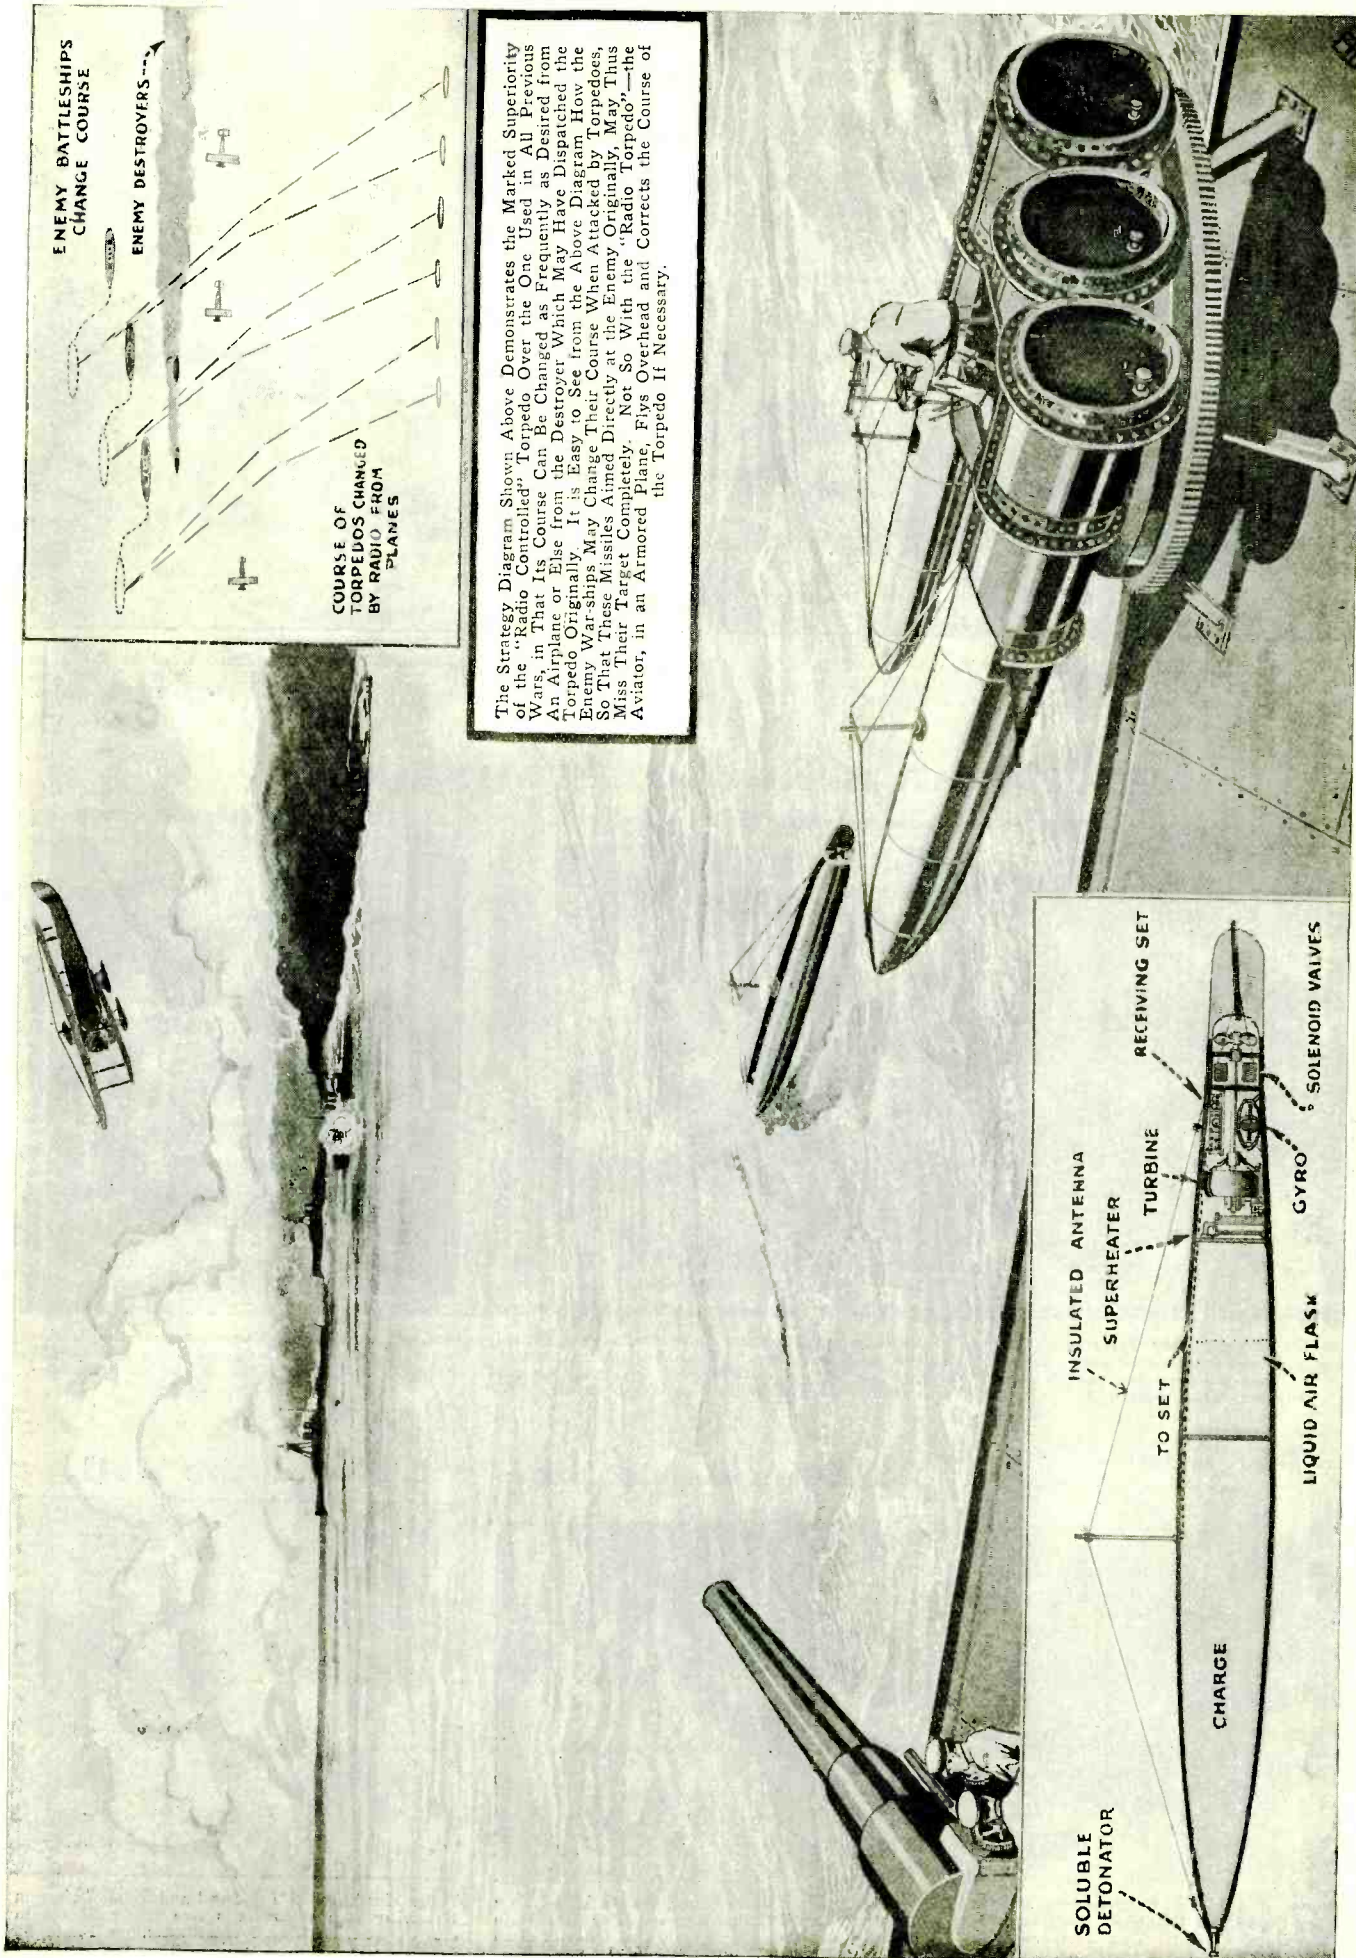 ENEMY BATTLESHIPS
CHANGE COURSE
ENEMY DESTROYERS
COURSE OF
TORPEDOS CHANGED
BY RADIO FROM
PLANES
The Strategy Diagram Shown Above Demonstrates the Marked Superiority
of the "Radio Controlled" Torpedo Over the One Used in All Previous
Wars, in That Its Course Can Be Changed as Frequently as Desired from
An Airplane or Else from the Destroyer Which May Have Dispatched the
Torpedo Originally. It is Easy to See from the Above Diagram How the
Enemy War-ships May Change Their Course When Attacked by Torpedoes,
So That These Missiles Aimed Directly at the Enemy Originally, May Thus
Miss Their Target Completely. Not So With the "Radio Torpedo"—the
Aviator, in an Armored Plane, Flys Overhead and Corrects the Course of
the Torpedo If Necessary.
SOLUBLE
DETONATOR
CHARGE
TO SET
INSULATED ANTENNA
SUPERHEATER
TURBINE
RECEIVING SET
LIQUID AIR FLASK
GYRO
SOLENOID VALVES